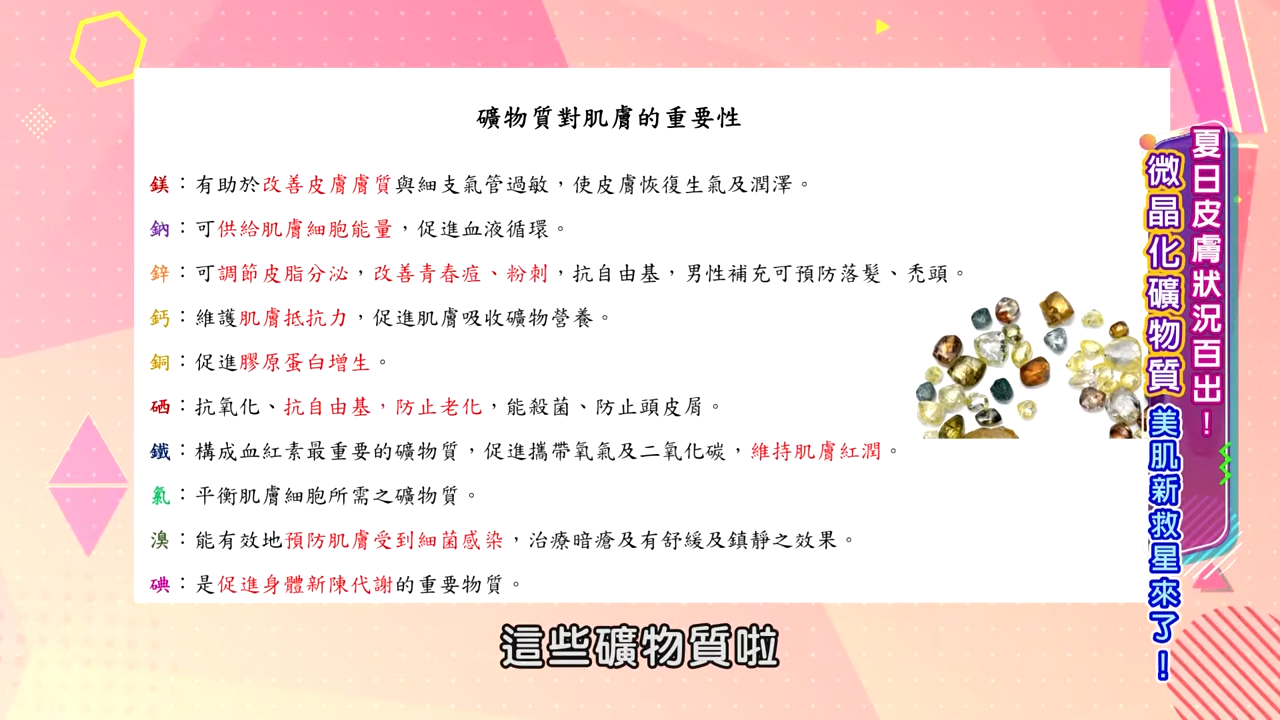 礦物質對肌膚的重要性
鎂：有助於改善皮膚膚質與細支氣管過敏，使皮膚恢復生氣及潤澤。
鈉：可供給肌膚細胞能量，促進血液循環。
鋅：可調節皮脂分泌，改善青春痘、粉刺，抗自由基，男性補充可預防落髮、禿頭。
鈣：維護肌膚抵抗力，促進肌膚吸收礦物營養。
銅：促進膠原蛋白增生。
硒：抗氧化、抗自由基，防止老化，能殺菌、防止頭皮屑。
鐵：構成血紅素最重要的礦物質，促進攜帶氧氣及二氧化碳，維持肌膚紅潤。
氯：平衡肌膚細胞所需之礦物質。
溴：能有效地預防肌膚受到細菌感染，治療暗瘡及有舒緩及鎮靜之效果。
碘：是促進身體新陳代謝的重要物質。
夏日皮膚狀況百出！
微晶化礦物質 美肌新救星來了！
這些礦物質啦